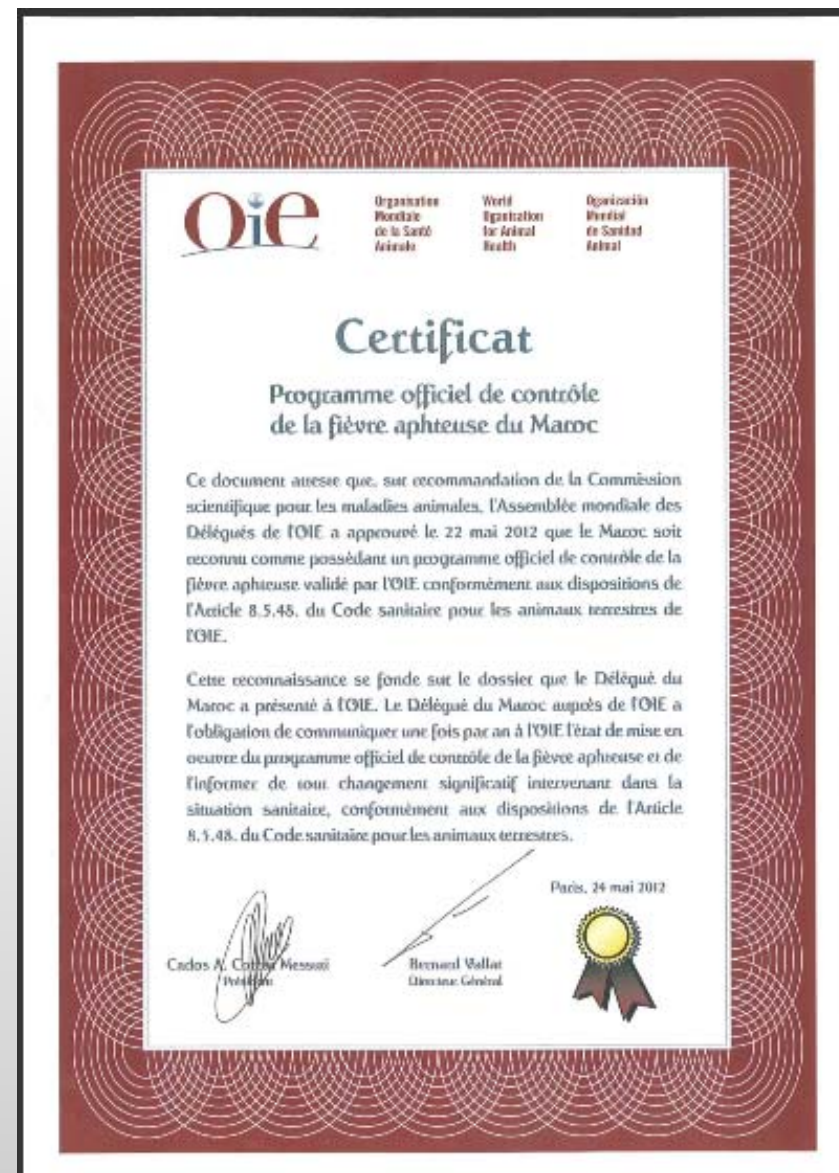 Oie
Organisation
Mondiale
de la Santé
Animale
World
Organisation
for Animal
Health
Organización
Mundial
de Sanidad
Animal
Certificat
Programme officiel de contrôle
de la fièvre aphteuse du Maroc
Ce document atteste que, sur recommandation de la Commission
scientifique pour les maladies animales, l'Assemblée mondiale des
Délégués de l'OIE a approuvé le 22 mai 2012 que le Maroc soit
reconnu comme possédant un programme officiel de contrôle de la
fièvre aphteuse validé par l'OIE conformément aux dispositions de
l'Article 8.5.48. du Code sanitaire pour les animaux terrestres de
l'OIE.
Cette reconnaissance se fonde sur le dossier que le Délégué du
Maroc a présenté à l'OIE. Le Délégué du Maroc auprès de l'OIE a
l'obligation de communiquer une fois par an à l'OIE l'état de mise en
oeuvre du programme officiel de contrôle de la fièvre aphteuse et de
l'informer de tout changement significatif intervenant dans la
situation sanitaire, conformément aux dispositions de l'Article
8.5.48. du Code sanitaire pour les animaux terrestres.
Paris, 24 mai 2012
Carlos A. Correa Messuti
Président
Bernard Vallat
Directeur Général